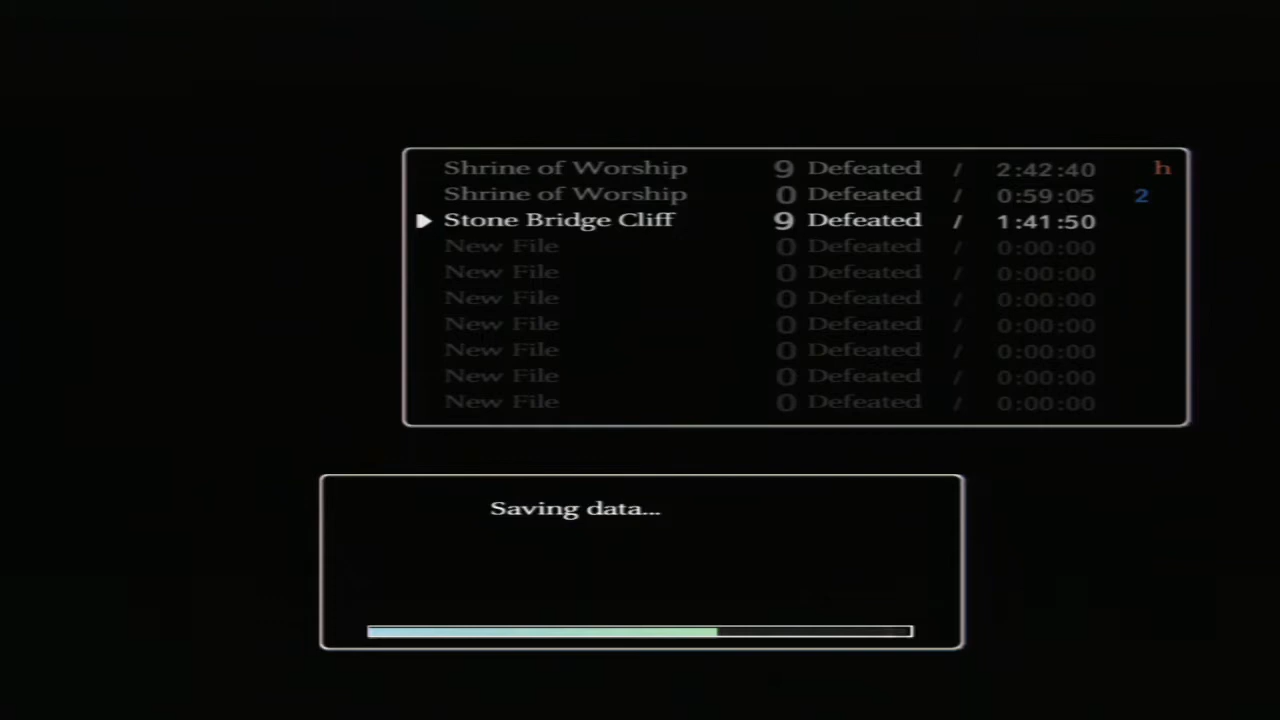 Shrine of Worship 9 Defeated / 2:42:40 h
Shrine of Worship 0 Defeated / 0:59:05 2
Stone Bridge Cliff 9 Defeated / 1:41:50
New File 0 Defeated / 0:00:00
New File 0 Defeated / 0:00:00
New File 0 Defeated / 0:00:00
New File 0 Defeated / 0:00:00
New File 0 Defeated / 0:00:00
New File 0 Defeated / 0:00:00
New File 0 Defeated / 0:00:00
Saving data...